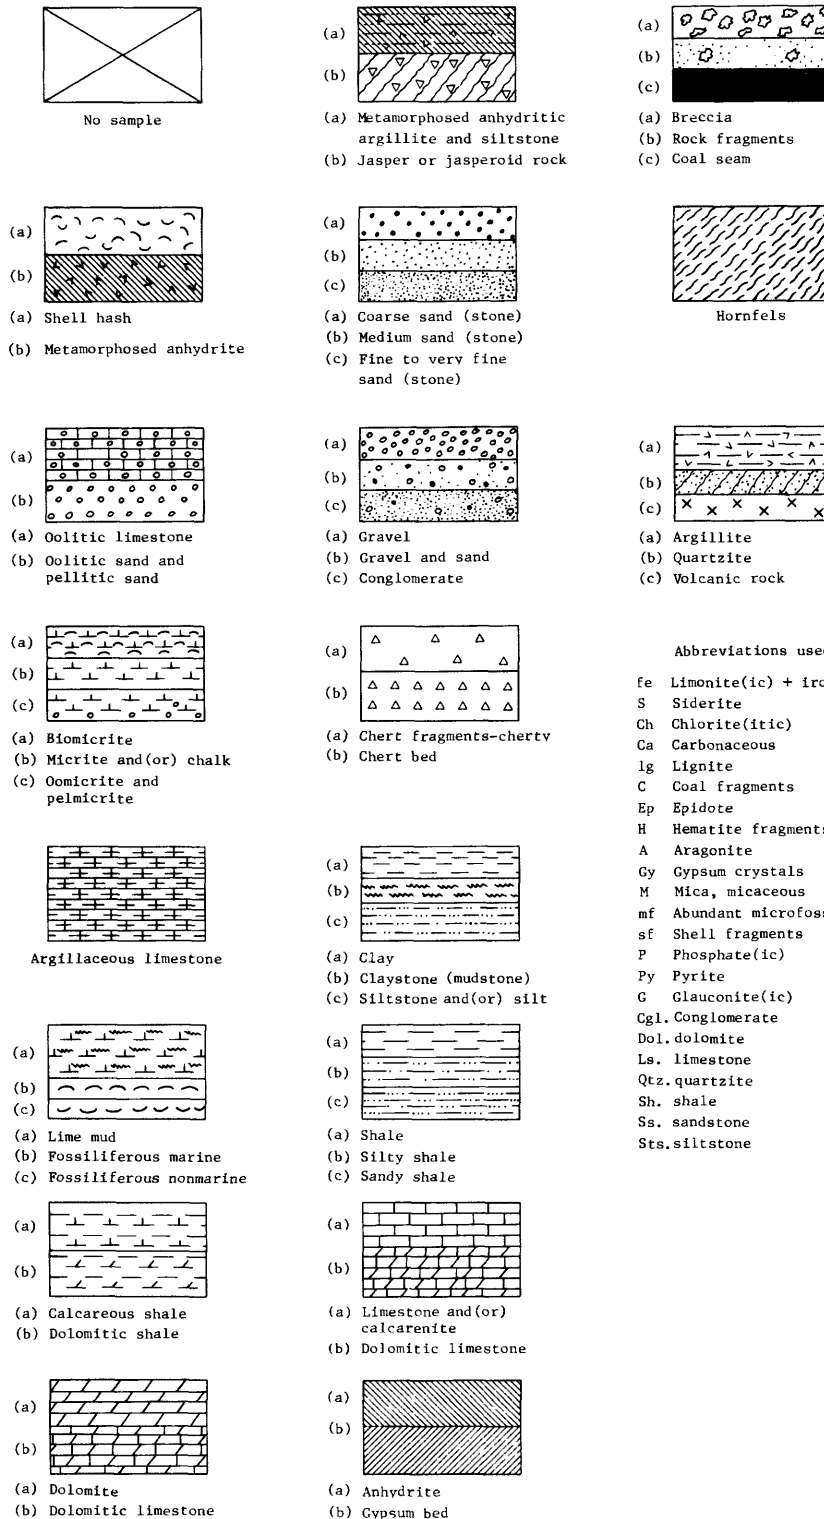 No sample
(a)
(b)
(a) Shell hash
(b) Metamorphosed anhydrite
(a)
(b)
(a) Oolitic limestone
(b) Oolitic sand and
pellitic sand
(a)
(b)
(c)
(a) Biomicrite
(b) Micrite and(or) chalk
(c) Oomicrite and
pelmicrite
Argillaceous limestone
(a)
(b)
(c)
(a) Lime mud
(b) Fossiliferous marine
(c) Fossiliferous nonmarine
(a)
(b)
(a) Calcareous shale
(b) Dolomitic shale
(a)
(b)
(a) Dolomite
(b) Dolomitic limestone
(a)
(b)
(a) Metamorphosed anhydritic
argillite and siltstone
(b) Jasper or jasperoid rock
(a)
(b)
(c)
(a) Coarse sand (stone)
(b) Medium sand (stone)
(c) Fine to very fine
sand (stone)
(a)
(b)
(c)
(a) Gravel
(b) Gravel and sand
(c) Conglomerate
(a)
(b)
(a) Chert fragments-cherty
(b) Chert bed
(a)
(b)
(c)
(a) Clay
(b) Claystone (mudstone)
(c) Siltstone and(or) silt
(a)
(b)
(c)
(a) Shale
(b) Silty shale
(c) Sandy shale
(a)
(b)
(a) Limestone and(or)
calcarenite
(b) Dolomitic limestone
(a)
(b)
(a) Anhydrite
(b) Gypsum bed
(a)
(b)
(c)
(a) Breccia
(b) Rock fragments
(c) Coal seam
Hornfels
(a)
(b)
(c)
(a) Argillite
(b) Quartzite
(c) Volcanic rock
Abbreviations use
fe Limonite(ic) + iro
S Siderite
Ch Chlorite(itic)
Ca Carbonaceous
lg Lignite
C Coal fragments
Ep Epidote
H Hematite fragments
A Aragonite
Gy Gypsum crystals
M Mica, micaceous
mf Abundant microfoss
sf Shell fragments
P Phosphate(ic)
Py Pyrite
G Glauconite(ic)
Cgl. Conglomerate
Dol. dolomite
Ls. limestone
Qtz. quartzite
Sh. shale
Ss. sandstone
Sts. siltstone